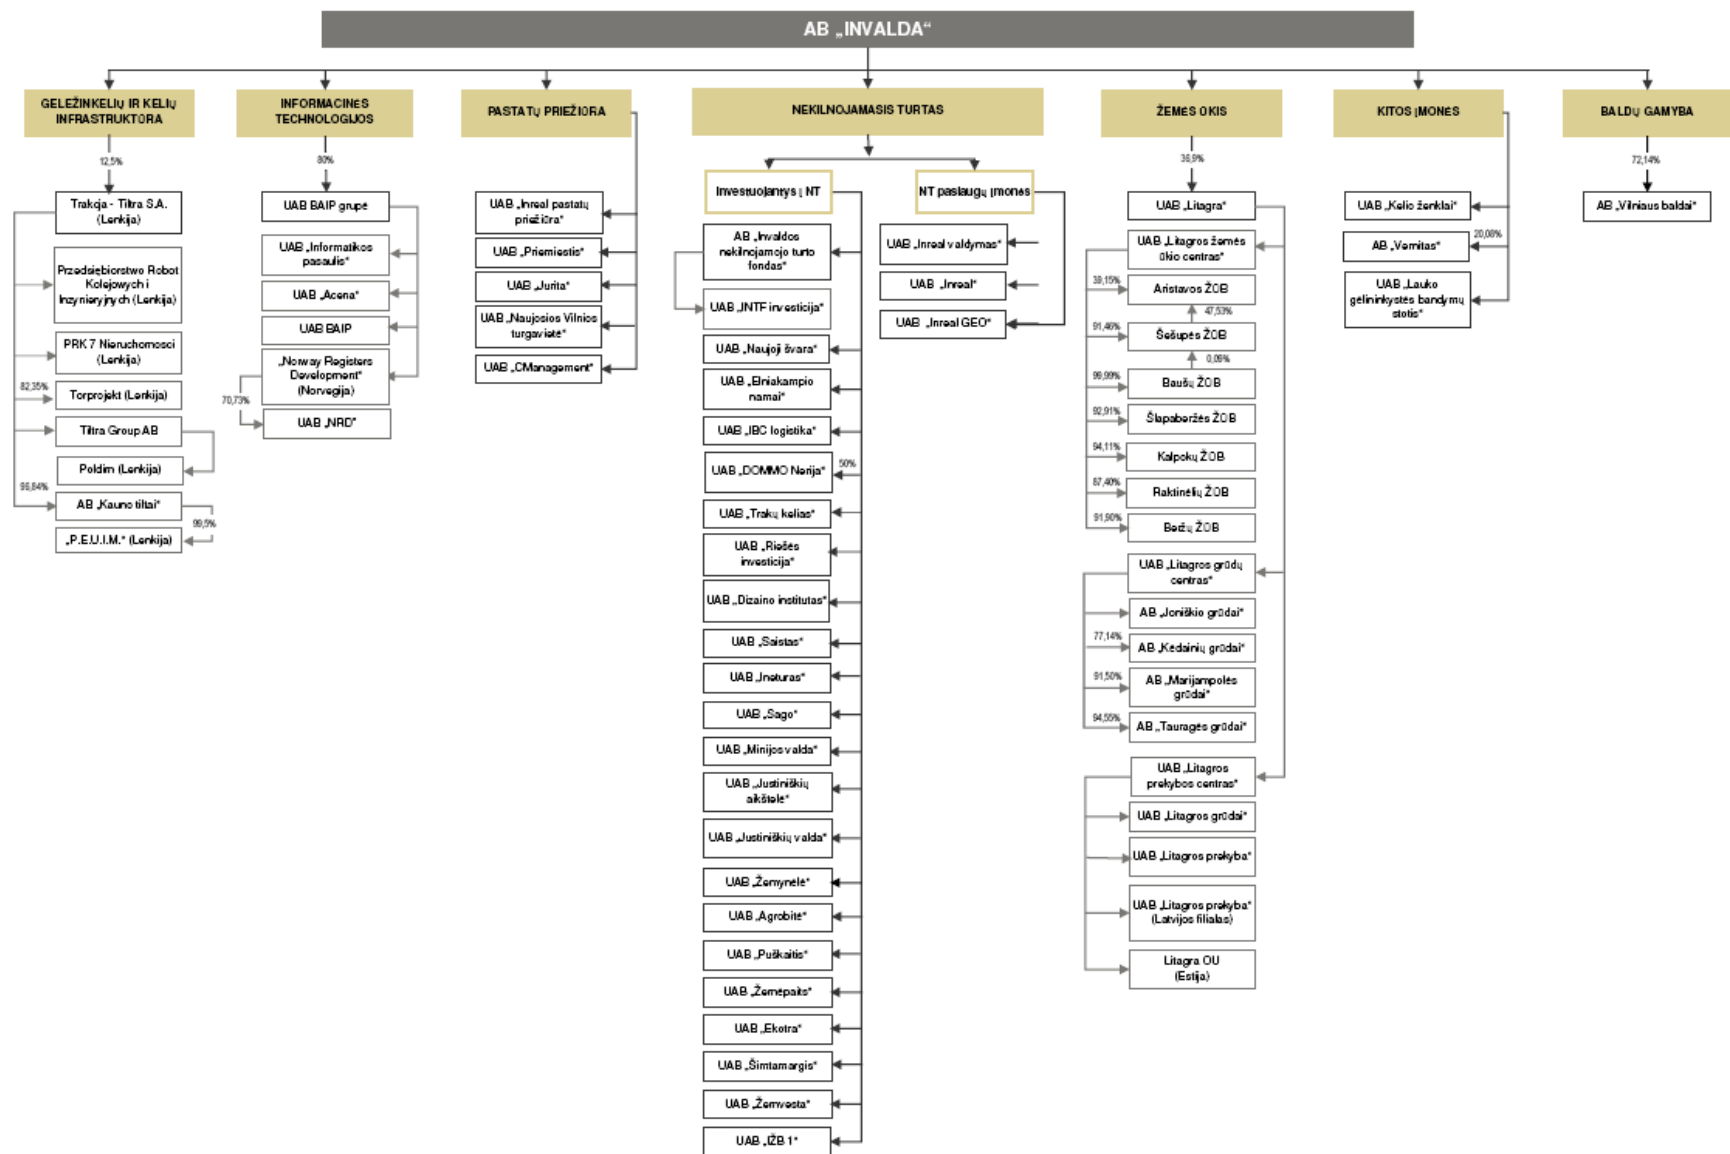 AB „INVALDA“
GELEŽINKELIŲ IR KELIŲ
INFRASTRUKTŪRA
12,5%
Trakcja - Tiltra S.A.
(Lenkija)
Przedsiębiorstwo Robot
Kolejowych i
Inzynieryjnych (Lenkija)
PRK 7 Nieruchomosci
(Lenkija)
82,35%
Torprojekt (Lenkija)
Tiltra Group AB
Poldim (Lenkija)
96,84%
AB „Kauno tiltai“
99,5%
„P.E.U.I.M.“ (Lenkija)
INFORMACINĖS
TECHNOLOGIJOS
80%
UAB BAIP grupė
UAB „Informatikos
pasaulis“
UAB „Acena“
UAB BAIP
„Norway Registers
Development“
(Norvegija)
70,73%
UAB „NRD“
PASTATŲ PRIEŽIŪRA
UAB „Inreal pastatų
priežiūra“
UAB „Priemiestis“
UAB „Jurita“
UAB „Naujosios Vilnios
turgavietė“
UAB „CManagement“
NEKILNOJAMASIS TURTAS
Investuojantys į NT
AB „Invaldos
nekilnojamojo turto
fondas“
UAB „INTF investicija“
UAB „Naujoji švara“
UAB „Elniakampio
namai“
UAB „IBC logistika“
UAB „DOMMO Nerija“
50%
UAB „Trakų kelias“
UAB „Riešės
investicija“
UAB „Dizaino institutas“
UAB „Saistas“
UAB „Ineturas“
UAB „Sago“
UAB „Minijos valda“
UAB „Justiniškių
aikštelė“
UAB „Justiniškių valda“
UAB „Žemynėlė“
UAB „Agrobitė“
UAB „Puškaitis“
UAB „Žemėpatis“
UAB „Ekotra“
UAB „Šimtamargis“
UAB „Žemvesta“
UAB „IŽB 1“
NT paslaugų įmonės
UAB „Inreal valdymas“
UAB „Inreal“
UAB „Inreal GEO“
ŽEMĖS ŪKIS
36,9%
UAB „Litagra“
UAB „Litagros žemės
ūkio centras“
39,15%
Aristavos ŽŪB
47,53%
91,46%
Šešupės ŽŪB
0,09%
99,99%
Baušų ŽŪB
92,91%
Šlapaberžės ŽŪB
94,11%
Kalpokų ŽŪB
87,40%
Raktinėlių ŽŪB
91,90%
Beržų ŽŪB
UAB „Litagros grūdų
centras“
AB „Joniškio grūdai“
77,14%
AB „Kėdainių grūdai“
91,50%
AB „Marijampolės
grūdai“
94,55%
AB „Tauragės grūdai“
UAB „Litagros
prekybos centras“
UAB „Litagros grūdai“
UAB „Litagros prekyba“
UAB „Litagros prekyba“
(Latvijos filialas)
Litagra OU
(Estija)
KITOS ĮMONĖS
UAB „Kelio ženklai“
AB „Vernitas“
20,08%
UAB „Lauko
gėlininkystės bandymų
stotis“
BALDŲ GAMYBA
72,14%
AB „Vilniaus baldai“